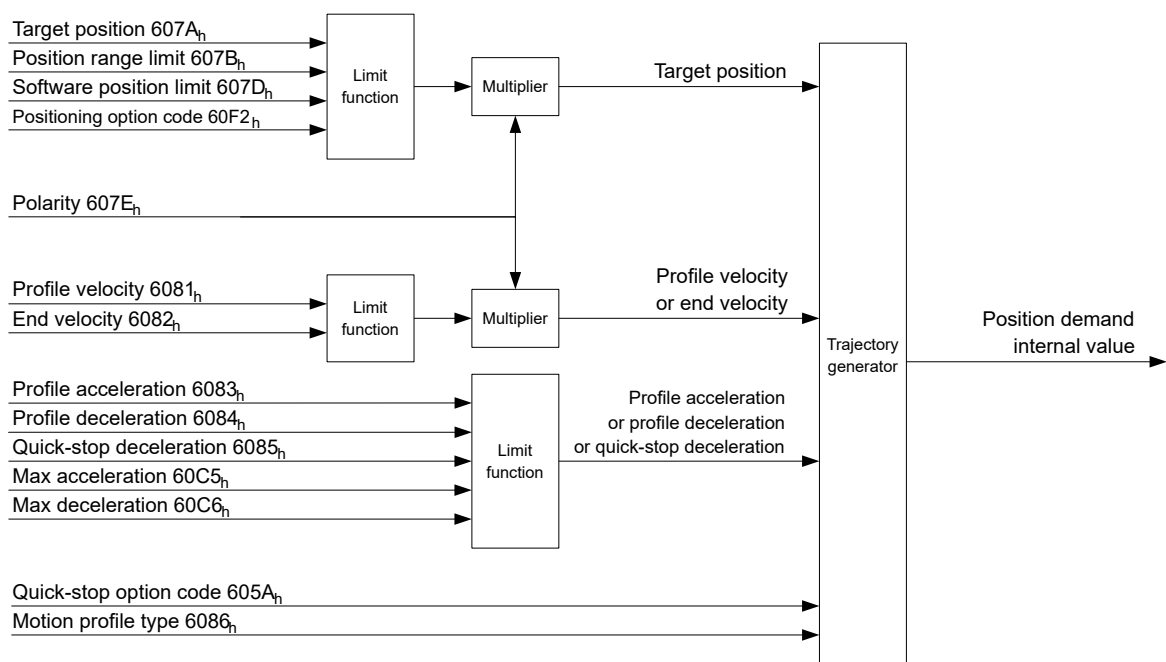 Target position 607Ah
Position range limit 607Bh
Software position limit 607Dh
Positioning option code 60F2h
Limit
function
Multiplier
Target position
Polarity 607Eh
Profile velocity 6081h
End velocity 6082h
Limit
function
Multiplier
Profile velocity
or end velocity
Trajectory
generator
Position demand
internal value
Profile acceleration 6083h
Profile deceleration 6084h
Quick-stop deceleration 6085h
Max acceleration 60C5h
Max deceleration 60C6h
Limit
function
Profile acceleration
or profile deceleration
or quick-stop deceleration
Quick-stop option code 605Ah
Motion profile type 6086h